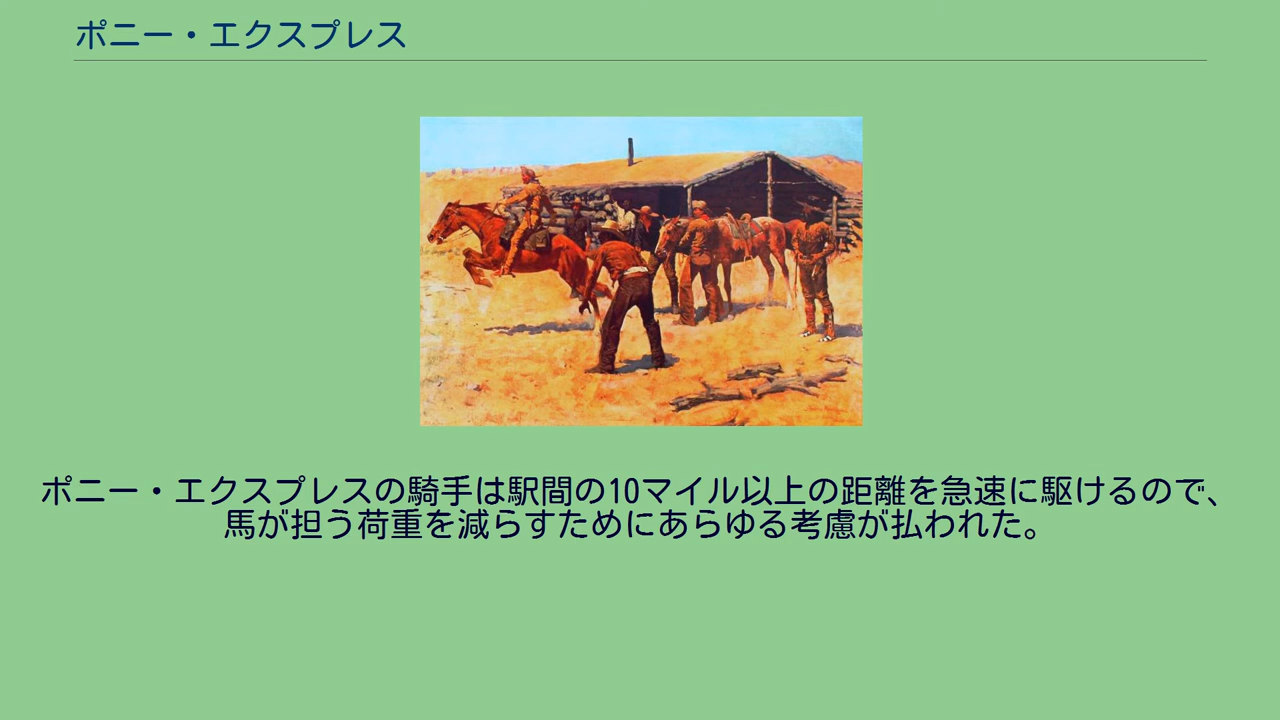 ポニー・エクスプレス
ポニー・エクスプレスの騎手は駅間の10マイル以上の距離を急速に駆けるので、
馬が担う荷重を減らすためにあらゆる考慮が払われた。